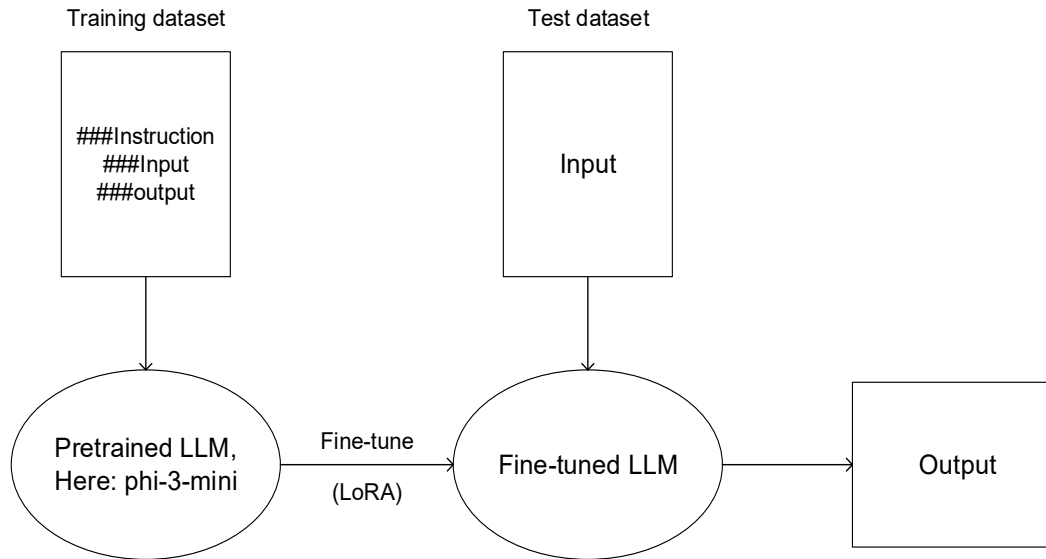 Training dataset
Test dataset
###Instruction
###Input
###output
Input
Pretrained LLM,
Here: phi-3-mini
Fine-tune
(LoRA)
Fine-tuned LLM
Output